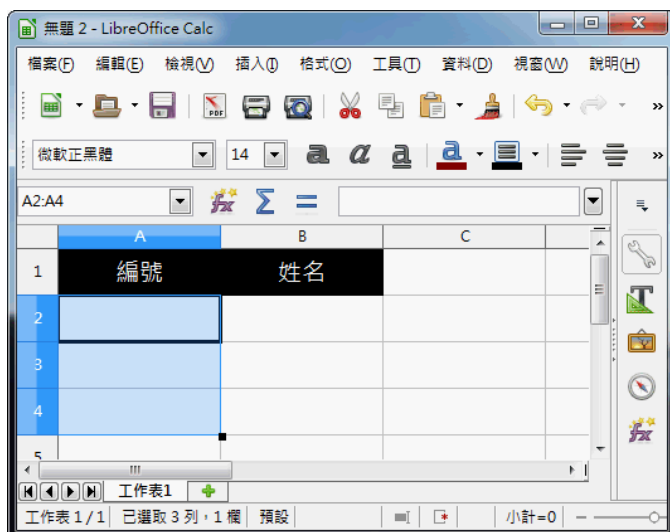 無題 2 - LibreOffice Calc
檔案(F) 編輯(E) 檢視(V) 插入(I) 格式(O) 工具(T) 資料(D) 視窗(W) 說明(H)
PDF
»
微軟正黑體 14 a a a a »
A2:A4 fx Σ =
A B C
1 編號 姓名
2
3
4
5
工作表1
工作表 1/1 已選取 3 列，1 欄 預設 小計=0